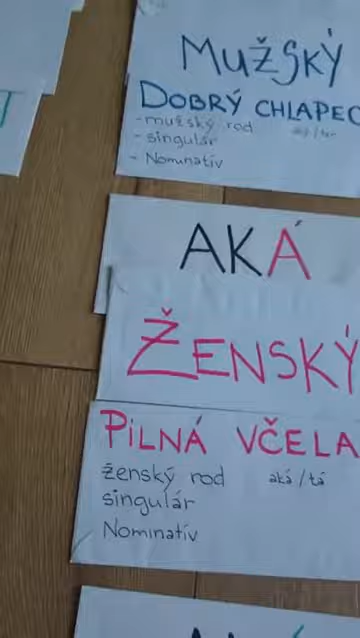 MUŽSKÝ
DOBRÝ CHLAPEC
-mužský rod
- singulár
- Nominatív
AKÁ
ŽENSKÝ
PILNÁ VČELA
ženský rod aká/tá
singulár
Nominatív